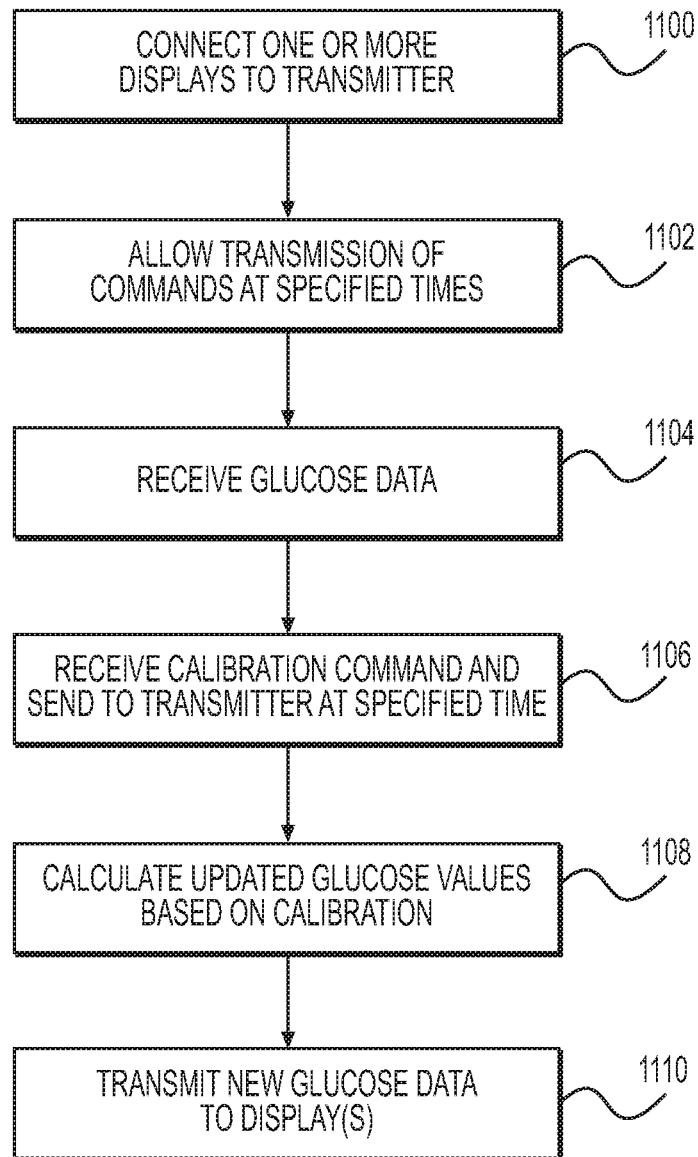 CONNECT ONE OR MORE
DISPLAYS TO TRANSMITTER
1100
ALLOW TRANSMISSION OF
COMMANDS AT SPECIFIED TIMES
1102
RECEIVE GLUCOSE DATA
1104
RECEIVE CALIBRATION COMMAND AND
SEND TO TRANSMITTER AT SPECIFIED TIME
1106
CALCULATE UPDATED GLUCOSE VALUES
BASED ON CALIBRATION
1108
TRANSMIT NEW GLUCOSE DATA
TO DISPLAY(S)
1110